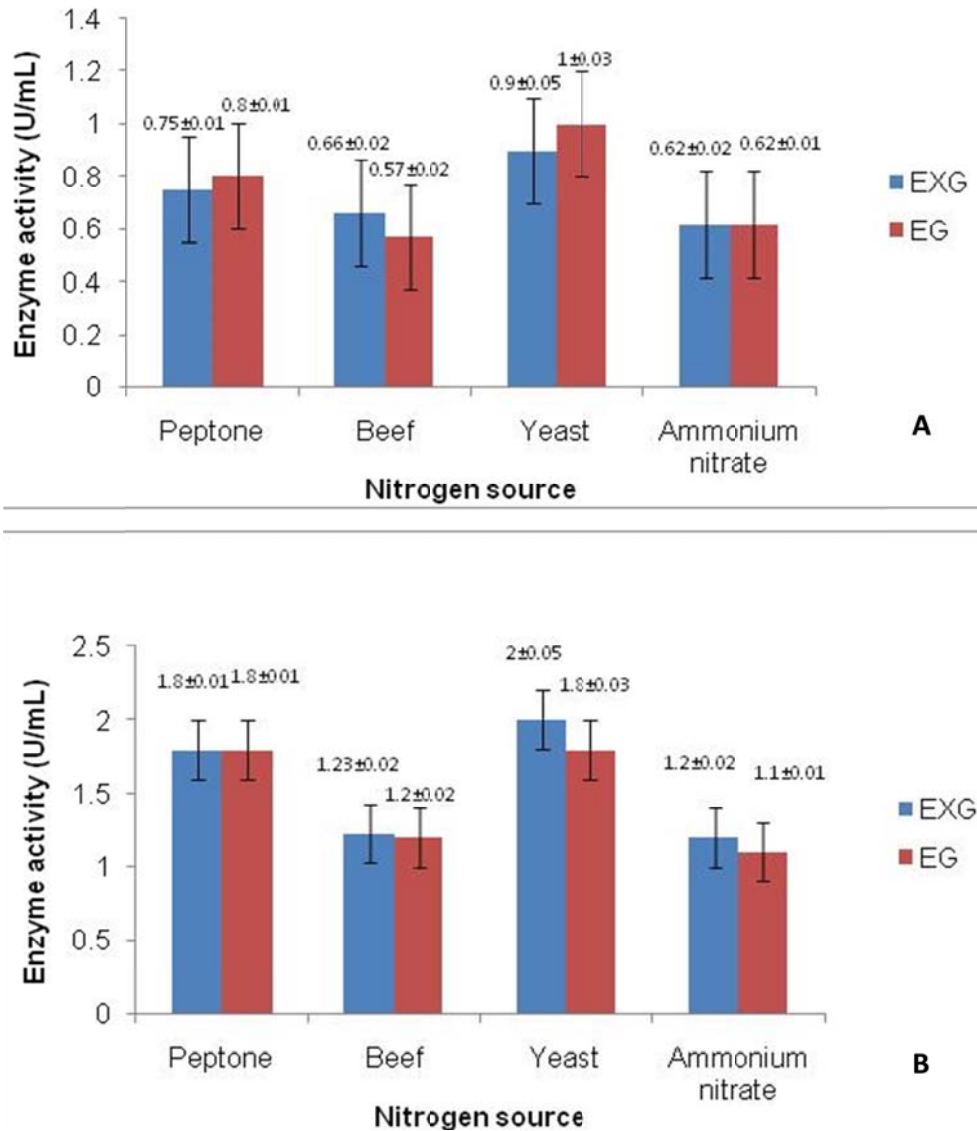 1.4
1.2
1
0.8
0.6
0.4
0.2
0
Enzyme activity (U/mL)
0.75±0.01
0.8±0.01
0.66±0.02
0.57±0.02
0.9±0.05
1±0.03
0.62±0.02
0.62±0.01
EXG
EG
Peptone
Beef
Yeast
Ammonium
nitrate
Nitrogen source
A
2.5
2
1.5
1
0.5
0
Enzyme activity (U/mL)
1.8±0.01
1.8±001
1.23±0.02
1.2±0.02
2±0.05
1.8±0.03
1.2±0.02
1.1±0.01
EXG
EG
Peptone
Beef
Yeast
Ammonium
nitrate
Nitrogen source
B